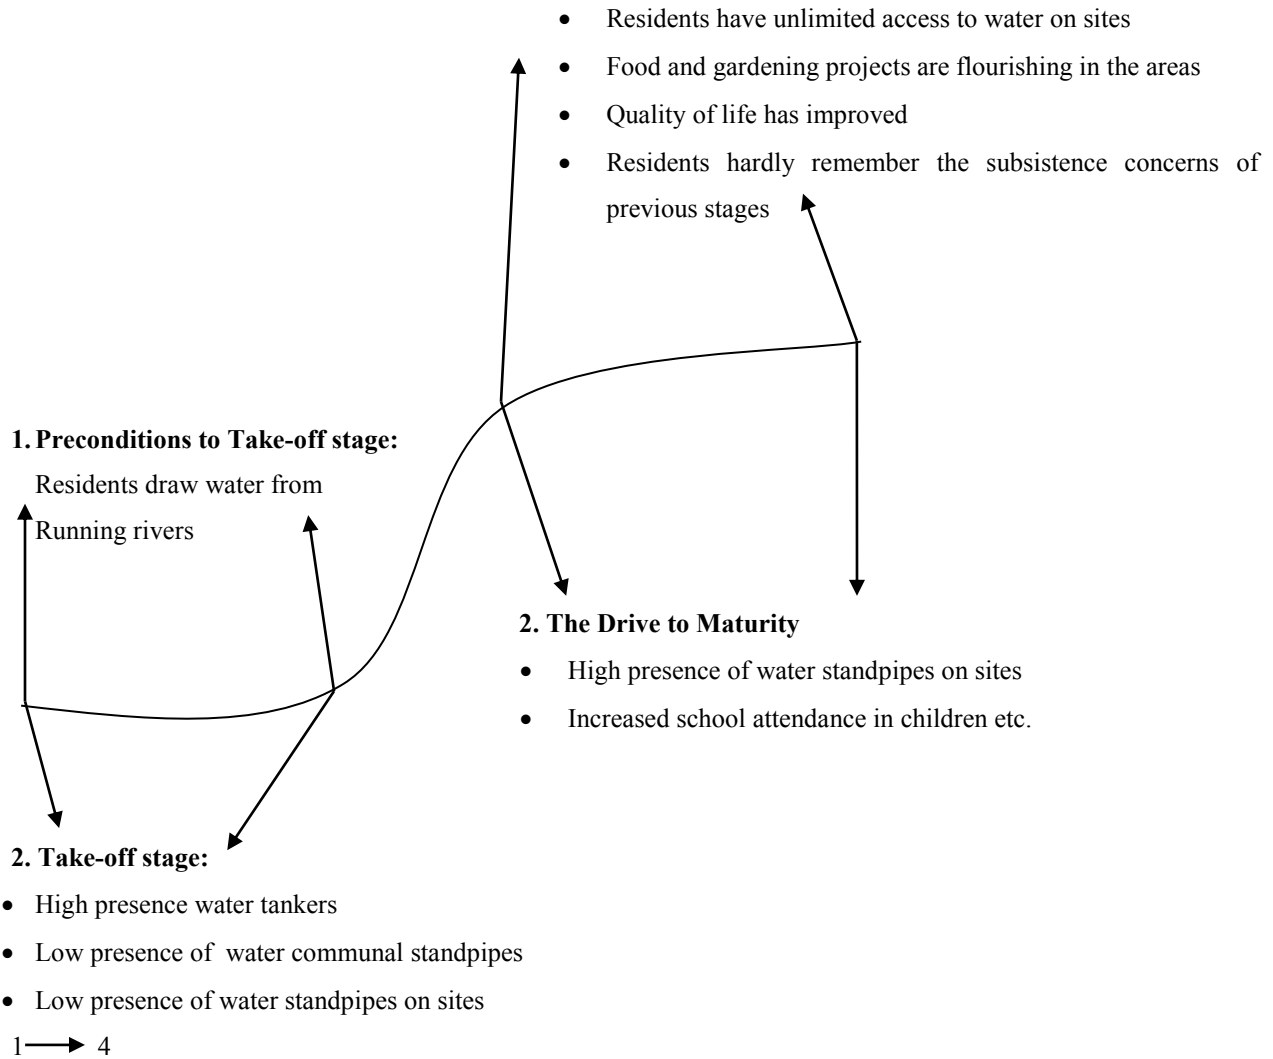 • Residents have unlimited access to water on sites
• Food and gardening projects are flourishing in the areas
• Quality of life has improved
• Residents hardly remember the subsistence concerns of
previous stages
1. Preconditions to Take-off stage:
Residents draw water from
Running rivers
2. The Drive to Maturity
• High presence of water standpipes on sites
• Increased school attendance in children etc.
2. Take-off stage:
• High presence water tankers
• Low presence of water communal standpipes
• Low presence of water standpipes on sites
1 → 4